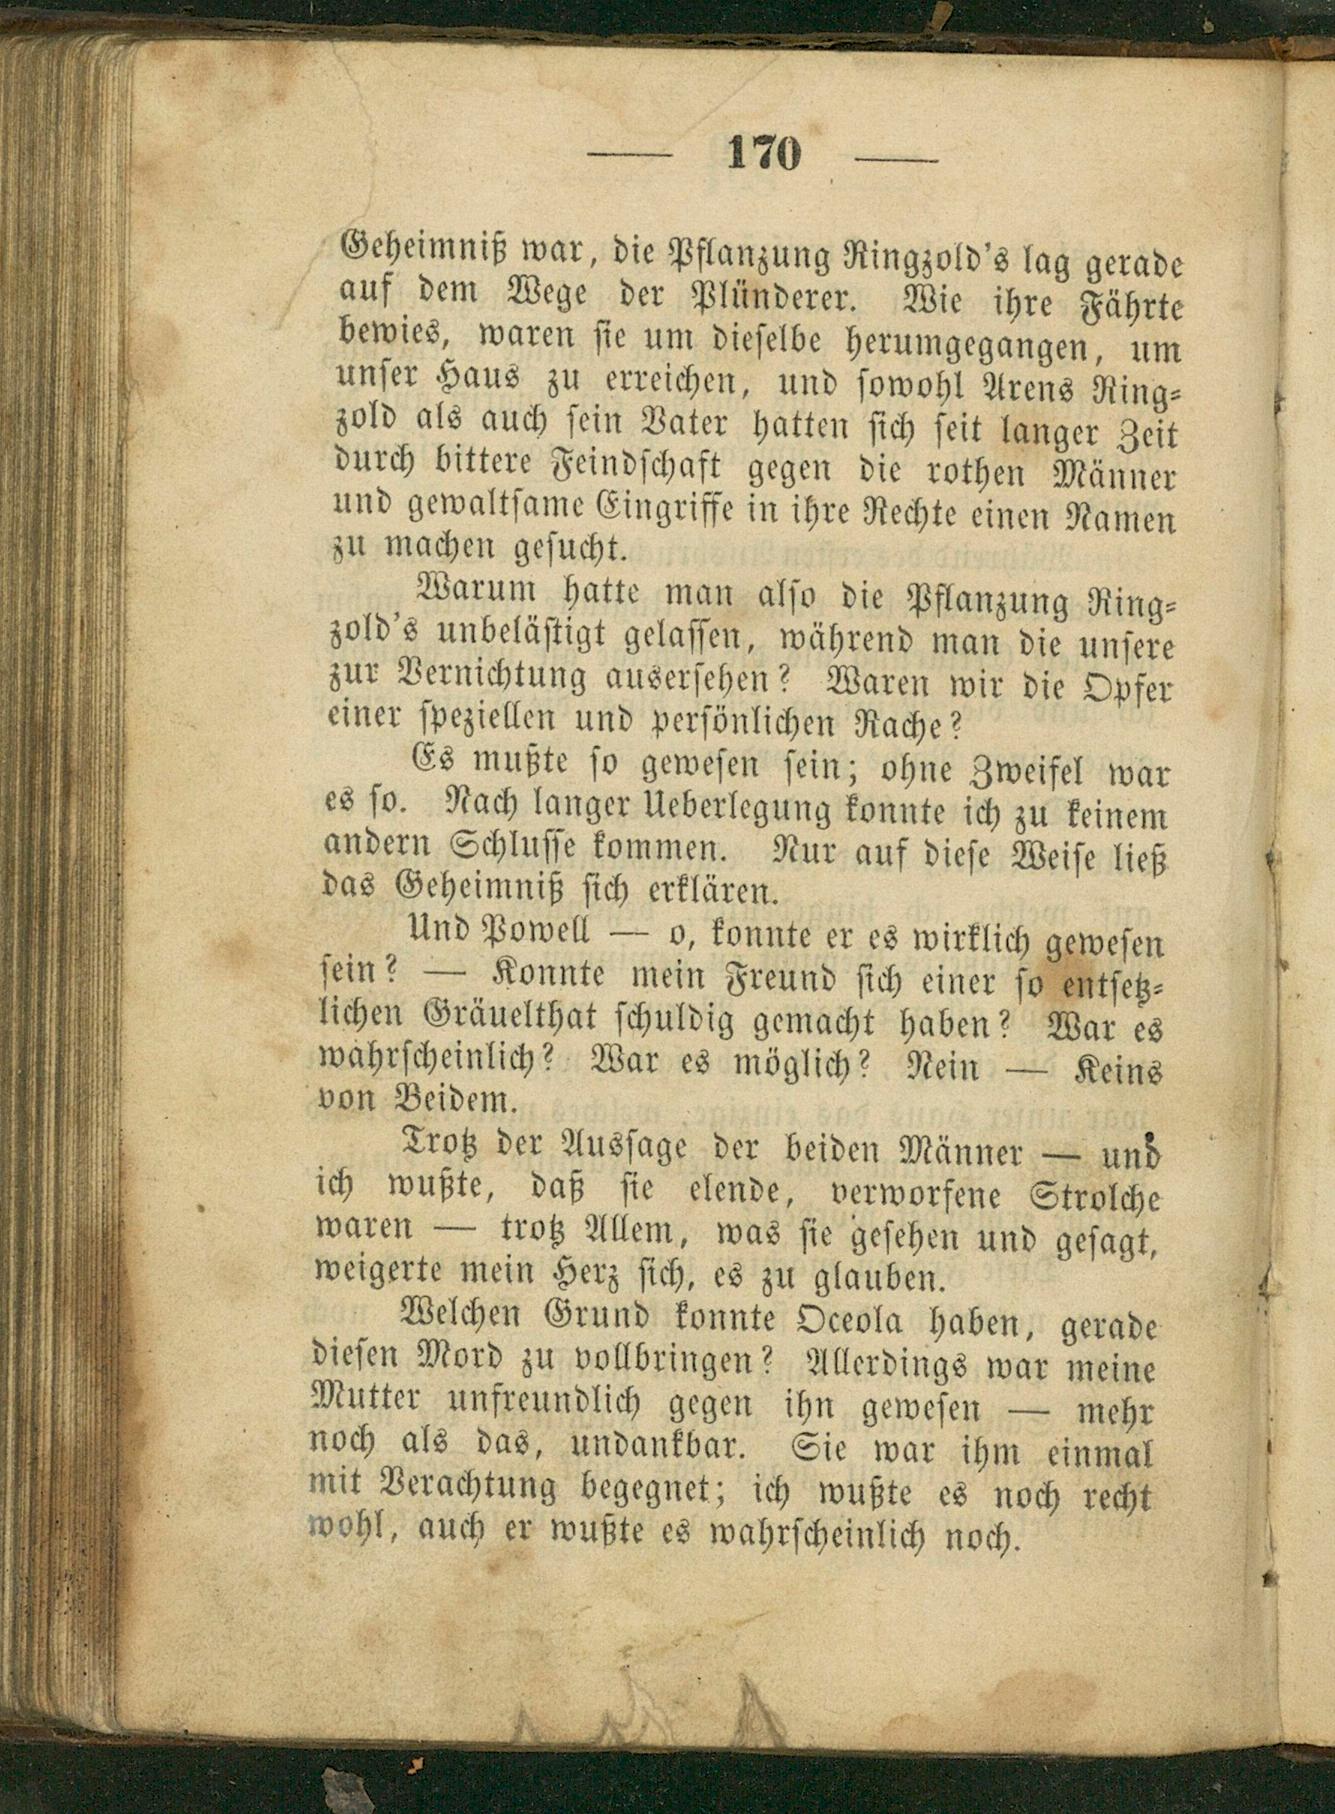 — 170 —
Geheimniß war, die Pflanzung Ringzold's lag gerade
auf dem Wege der Plünderer. Wie ihre Fährte
bewies, waren sie um dieselbe herumgegangen, um
unser Haus zu erreichen, und sowohl Arens Ring-
zold als auch sein Vater hatten sich seit langer Zeit
durch bittere Feindschaft gegen die rothen Männer
und gewaltsame Eingriffe in ihre Rechte einen Namen
zu machen gesucht.
Warum hatte man also die Pflanzung Ring-
zold's unbelästigt gelassen, während man die unsere
zur Vernichtung ausersehen? Waren wir die Opfer
einer speziellen und persönlichen Rache?
Es mußte so gewesen sein; ohne Zweifel war
es so. Nach langer Ueberlegung konnte ich zu keinem
andern Schlusse kommen. Nur auf diese Weise ließ
das Geheimniß sich erklären.
Und Powell — o, konnte er es wirklich gewesen
sein? — Konnte mein Freund sich einer so entsetz-
lichen Gräuelthat schuldig gemacht haben? War es
wahrscheinlich? War es möglich? Nein — Keins
von Beidem.
Trotz der Aussage der beiden Männer — und
ich wußte, daß sie elende, verworfene Strolche
waren — trotz Allem, was sie gesehen und gesagt,
weigerte mein Herz sich, es zu glauben.
Welchen Grund konnte Oceola haben, gerade
diesen Mord zu vollbringen? Allerdings war meine
Mutter unfreundlich gegen ihn gewesen — mehr
noch als das, undankbar. Sie war ihm einmal
mit Verachtung begegnet; ich wußte es noch recht
wohl, auch er wußte es wahrscheinlich noch.